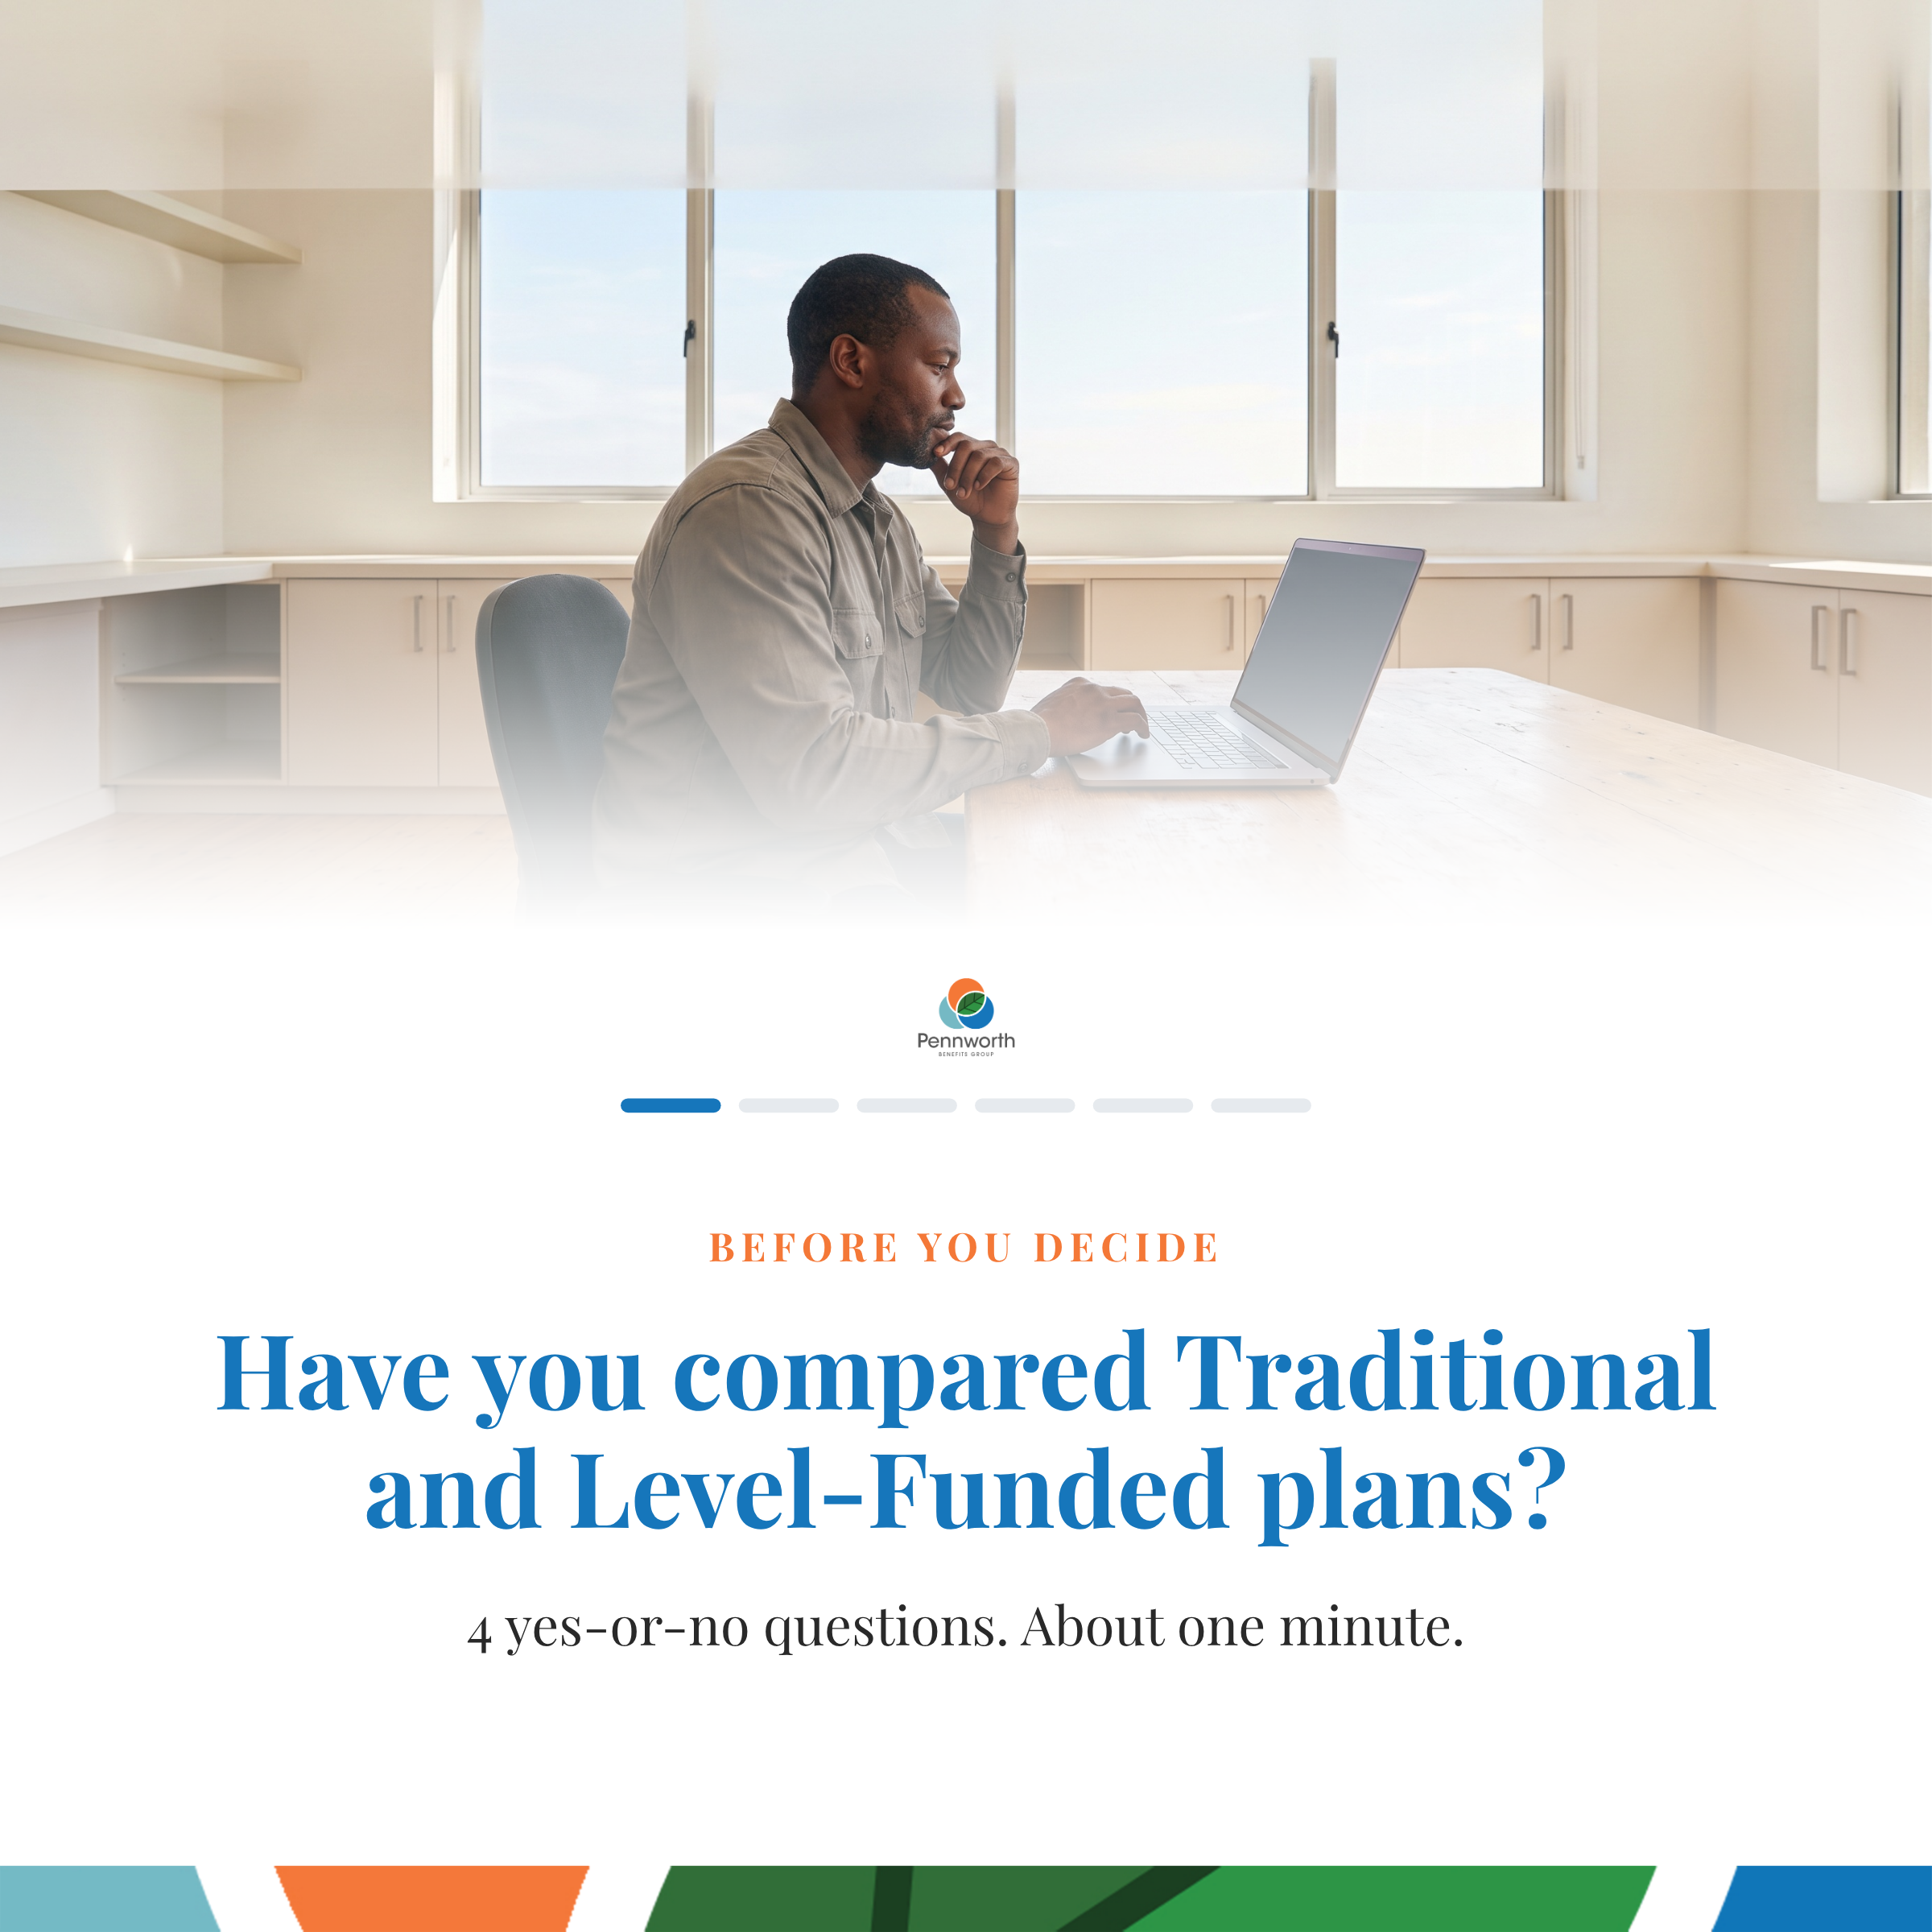 Pennworth
BENEFITS GROUP
BEFORE YOU DECIDE
Have you compared Traditional
and Level-Funded plans?
4 yes-or-no questions. About one minute.